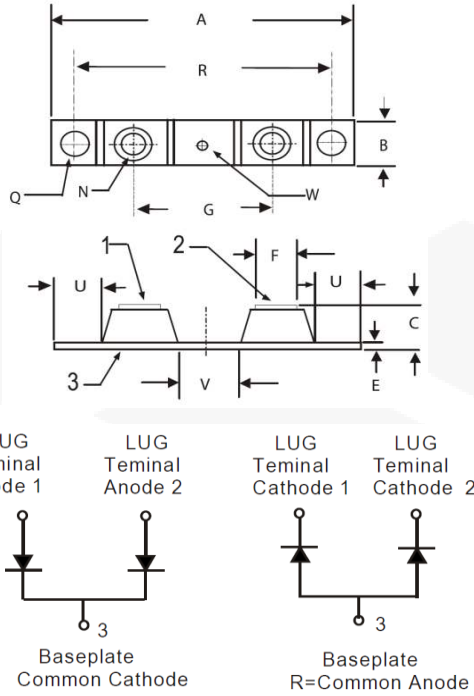 A
R
B
Q
N
G
W
1
2
F
U
U
C
3
V
E
LUG
Teminal
Anode 2
LUG
Teminal
Cathode 1
LUG
Teminal
Cathode 2
3
Baseplate
Common Cathode
3
Baseplate
R=Common Anode